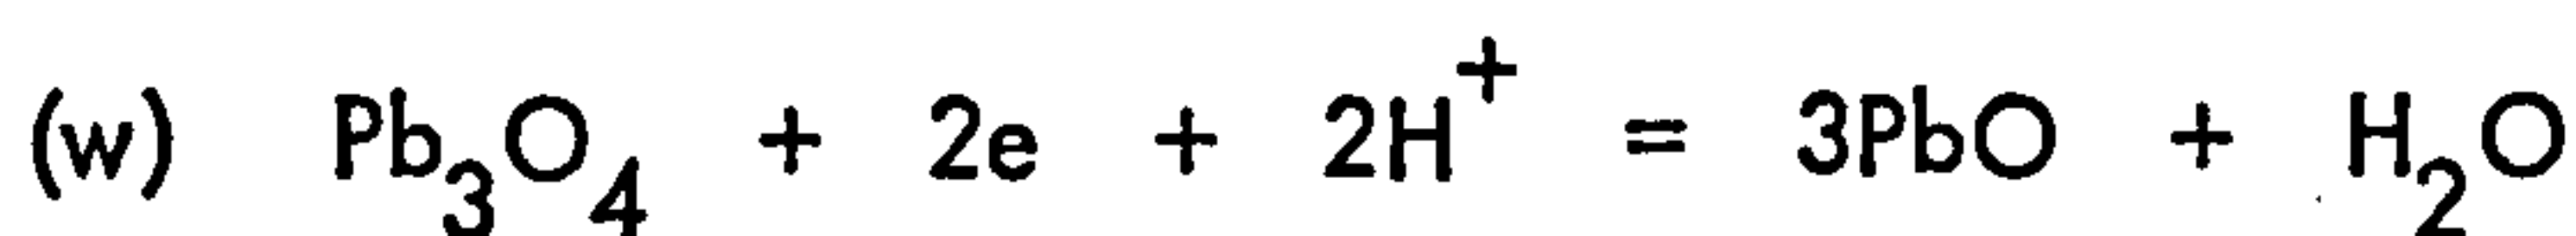 (w) Pb₃O₄ + 2e + 2H⁺ = 3PbO + H₂O